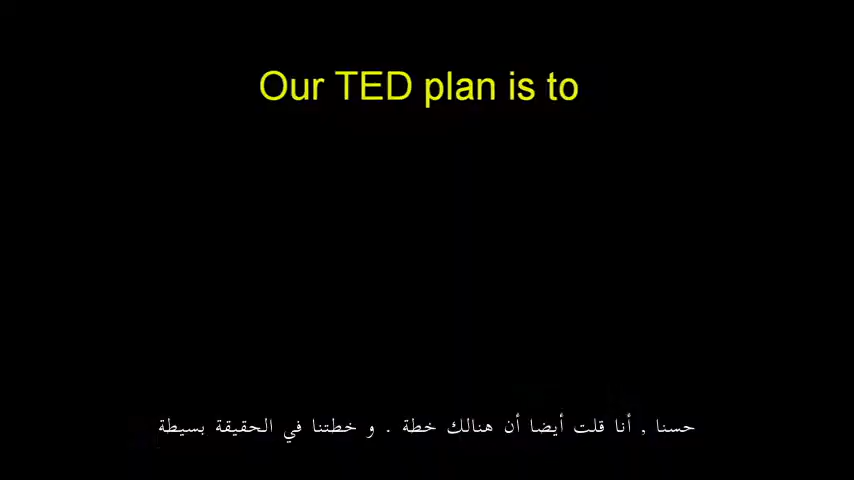 Our TED plan is to
حسنا , أنا قلت أيضا أن هنالك خطة . و خطتنا في الحقيقة بسيطة